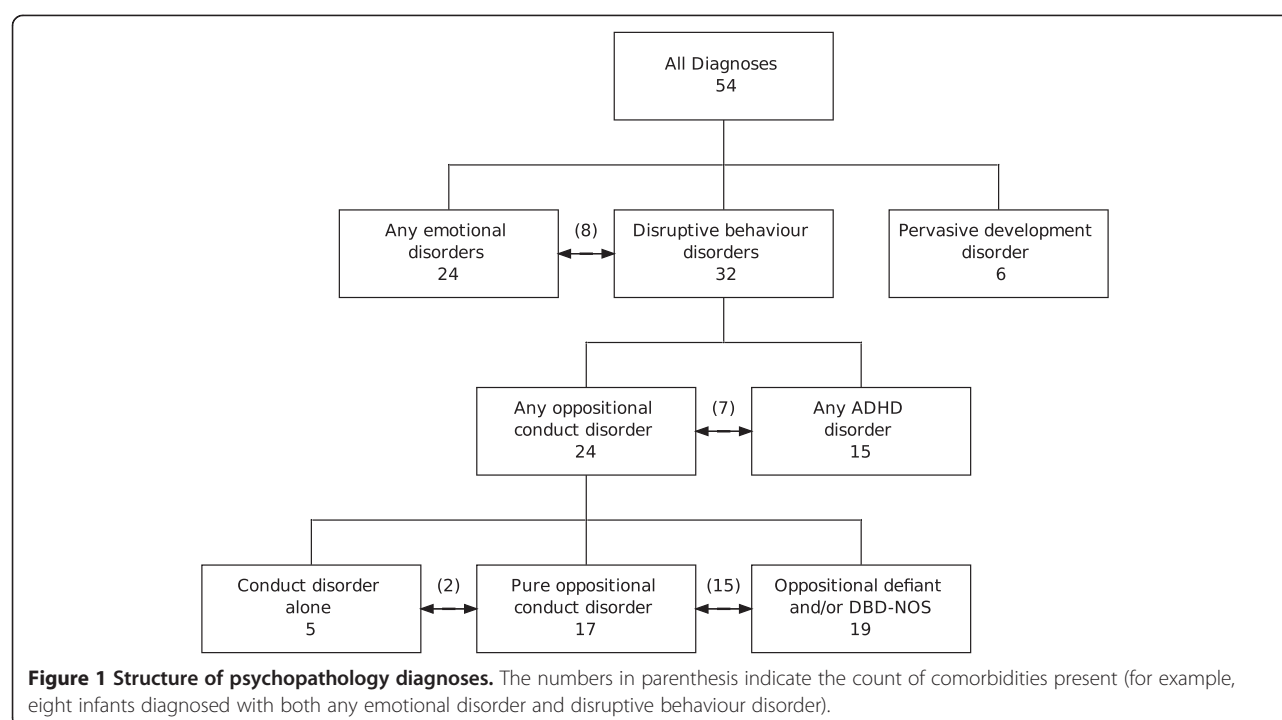 All Diagnoses
54
Any emotional
disorders
24
(8)
Disruptive behaviour
disorders
32
Pervasive development
disorder
6
Any oppositional
conduct disorder
24
(7)
Any ADHD
disorder
15
Conduct disorder
alone
5
(2)
Pure oppositional
conduct disorder
17
(15)
Oppositional defiant
and/or DBD-NOS
19
Figure 1 Structure of psychopathology diagnoses. The numbers in parenthesis indicate the count of comorbidities present (for example,
eight infants diagnosed with both any emotional disorder and disruptive behaviour disorder).